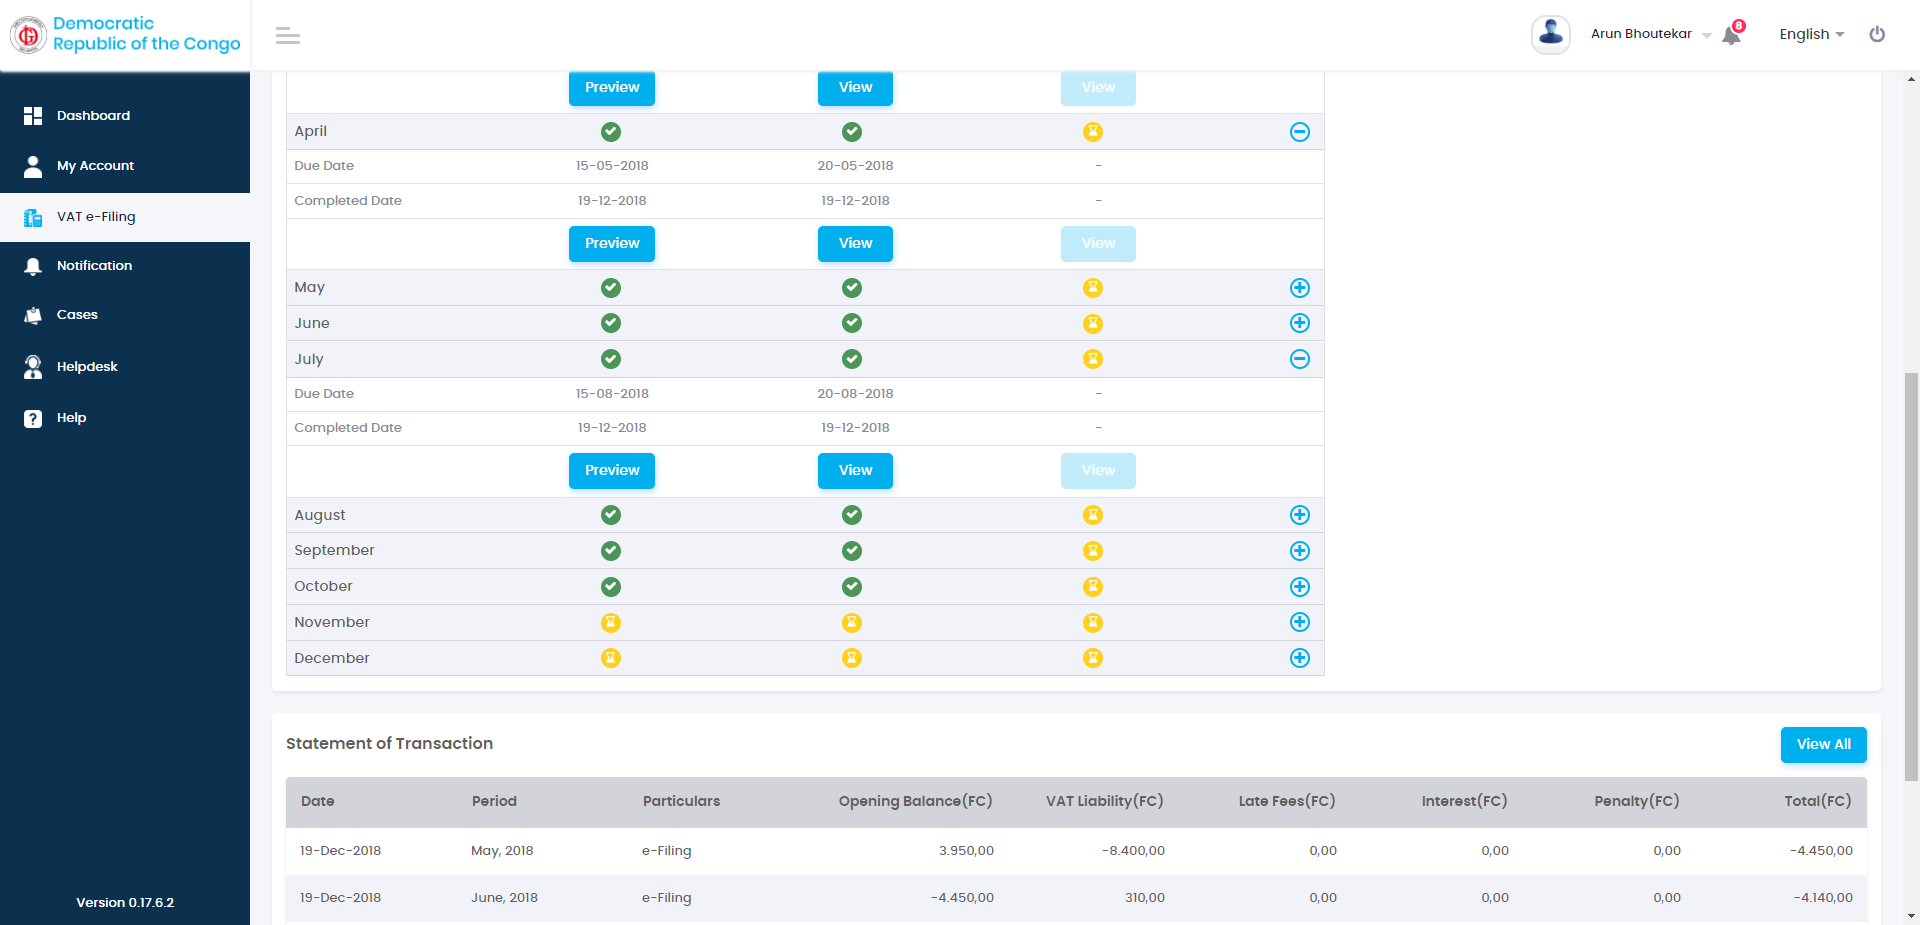 Democratic
Republic of the Congo
Arun Bhoutekar
8
English
Dashboard
My Account
VAT e-Filing
Notification
Cases
Helpdesk
Help
Version 0.17.6.2
Preview View View
April
Due Date 15-05-2018 20-05-2018 -
Completed Date 19-12-2018 19-12-2018 -
Preview View View
May
June
July
Due Date 15-08-2018 20-08-2018 -
Completed Date 19-12-2018 19-12-2018 -
Preview View View
August
September
October
November
December
Statement of Transaction
View All
Date Period Particulars Opening Balance(FC) VAT Liability(FC) Late Fees(FC) Interest(FC) Penalty(FC) Total(FC)
19-Dec-2018 May, 2018 e-Filing 3.950,00 -8.400,00 0,00 0,00 0,00 -4.450,00
19-Dec-2018 June, 2018 e-Filing -4.450,00 310,00 0,00 0,00 0,00 -4.140,00